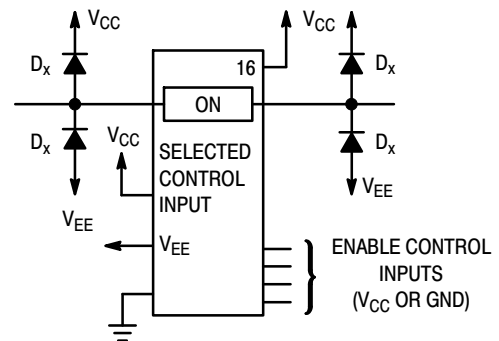 VCC
VCC
Dx
16
Dx
ON
Dx
VCC
SELECTED
CONTROL
INPUT
Dx
VEE
VEE
VEE
ENABLE CONTROL
INPUTS
(VCC OR GND)